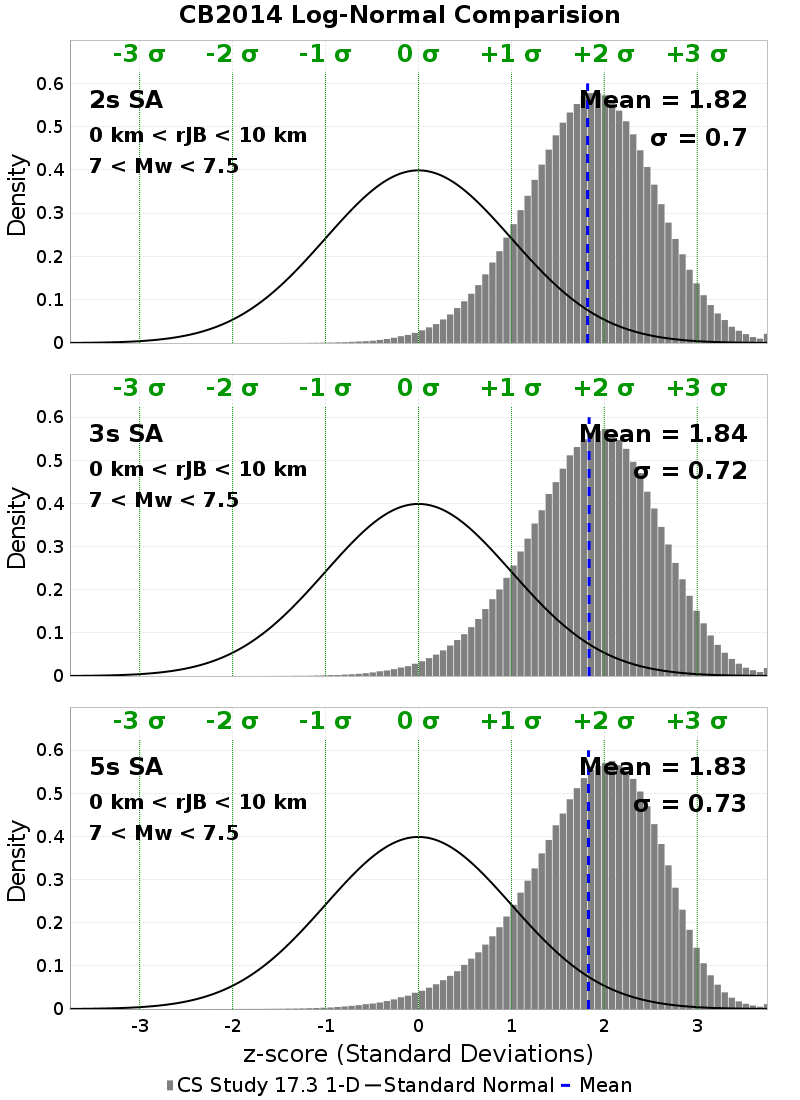 CB2014 Log-Normal Comparision
-3 σ -2 σ -1 σ 0 σ +1 σ +2 σ +3 σ
2s SA
Mean = 1.82
0 km < rJB < 10 km
σ = 0.7
7 < Mw < 7.5
Density
0.6
0.5
0.4
0.3
0.2
0.1
0
-3 σ -2 σ -1 σ 0 σ +1 σ +2 σ +3 σ
3s SA
Mean = 1.84
0 km < rJB < 10 km
σ = 0.72
7 < Mw < 7.5
Density
0.6
0.5
0.4
0.3
0.2
0.1
0
-3 σ -2 σ -1 σ 0 σ +1 σ +2 σ +3 σ
5s SA
Mean = 1.83
0 km < rJB < 10 km
σ = 0.73
7 < Mw < 7.5
Density
0.6
0.5
0.4
0.3
0.2
0.1
0
-3 -2 -1 0 1 2 3
z-score (Standard Deviations)
CS Study 17.3 1-D Standard Normal Mean